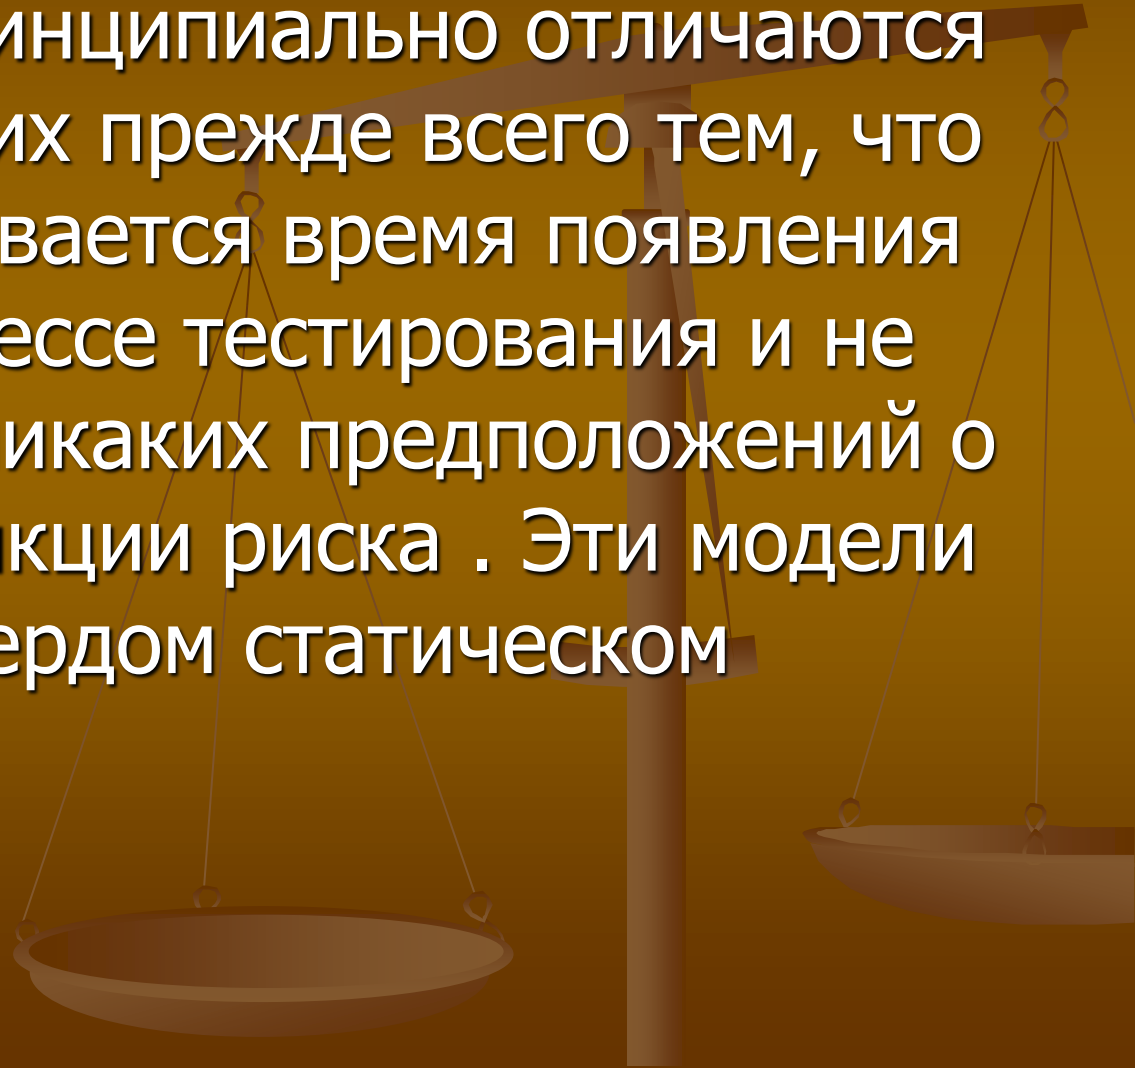 инципиально отличаются
их прежде всего тем, что
вается время появления
ессе тестирования и не
икаких предположений о
кции риска . Эти модели
ердом статическом